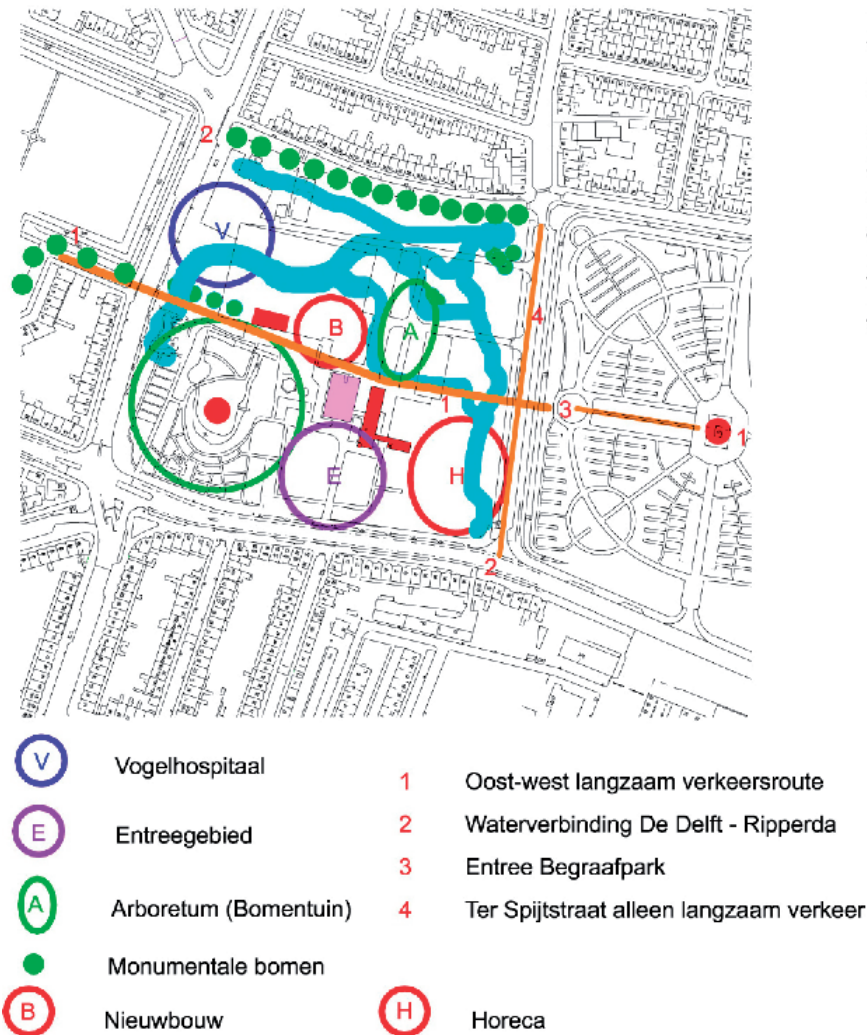 2
1
V
B
A
4
1
3
1
E
H
2
V Vogelhospitaal
E Entreegebied
A Arboretum (Bomentuin)
Monumentale bomen
B Nieuwbouw
1 Oost-west langzaam verkeersroute
2 Waterverbinding De Delft - Ripperda
3 Entree Begraafpark
4 Ter Spijtstraat alleen langzaam verkeer
H Horeca